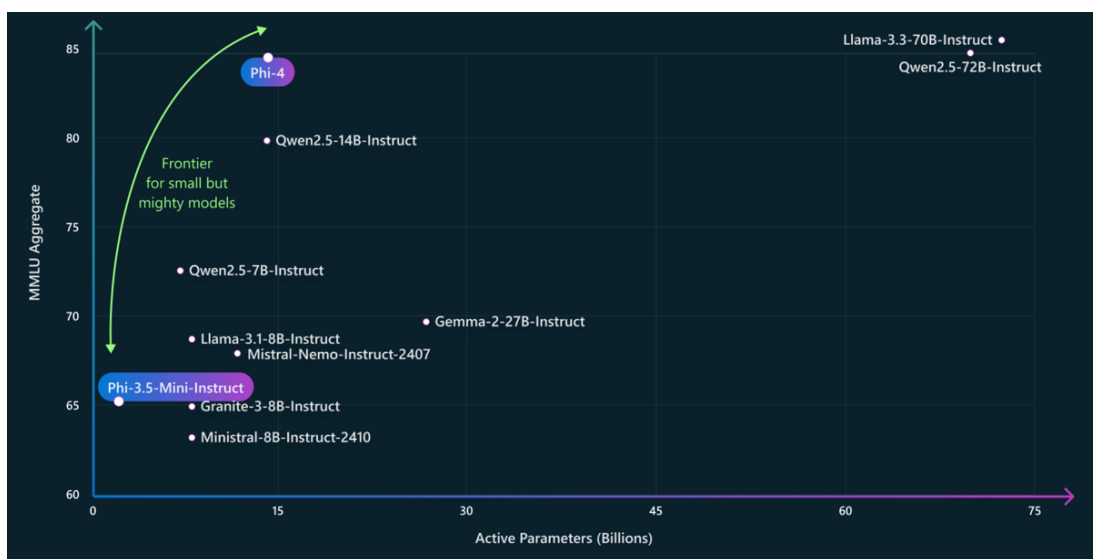 85
Llama-3.3-70B-Instruct
Phi-4
Qwen2.5-72B-Instruct
80
Qwen2.5-14B-Instruct
Frontier
for small but
mighty models
MMLU Aggregate
75
Qwen2.5-7B-Instruct
70
Gemma-2-27B-Instruct
Llama-3.1-8B-Instruct
Mistral-Nemo-Instruct-2407
Phi-3.5-Mini-Instruct
65
Granite-3-8B-Instruct
Ministral-8B-Instruct-2410
60
0
15
30
45
60
75
Active Parameters (Billions)